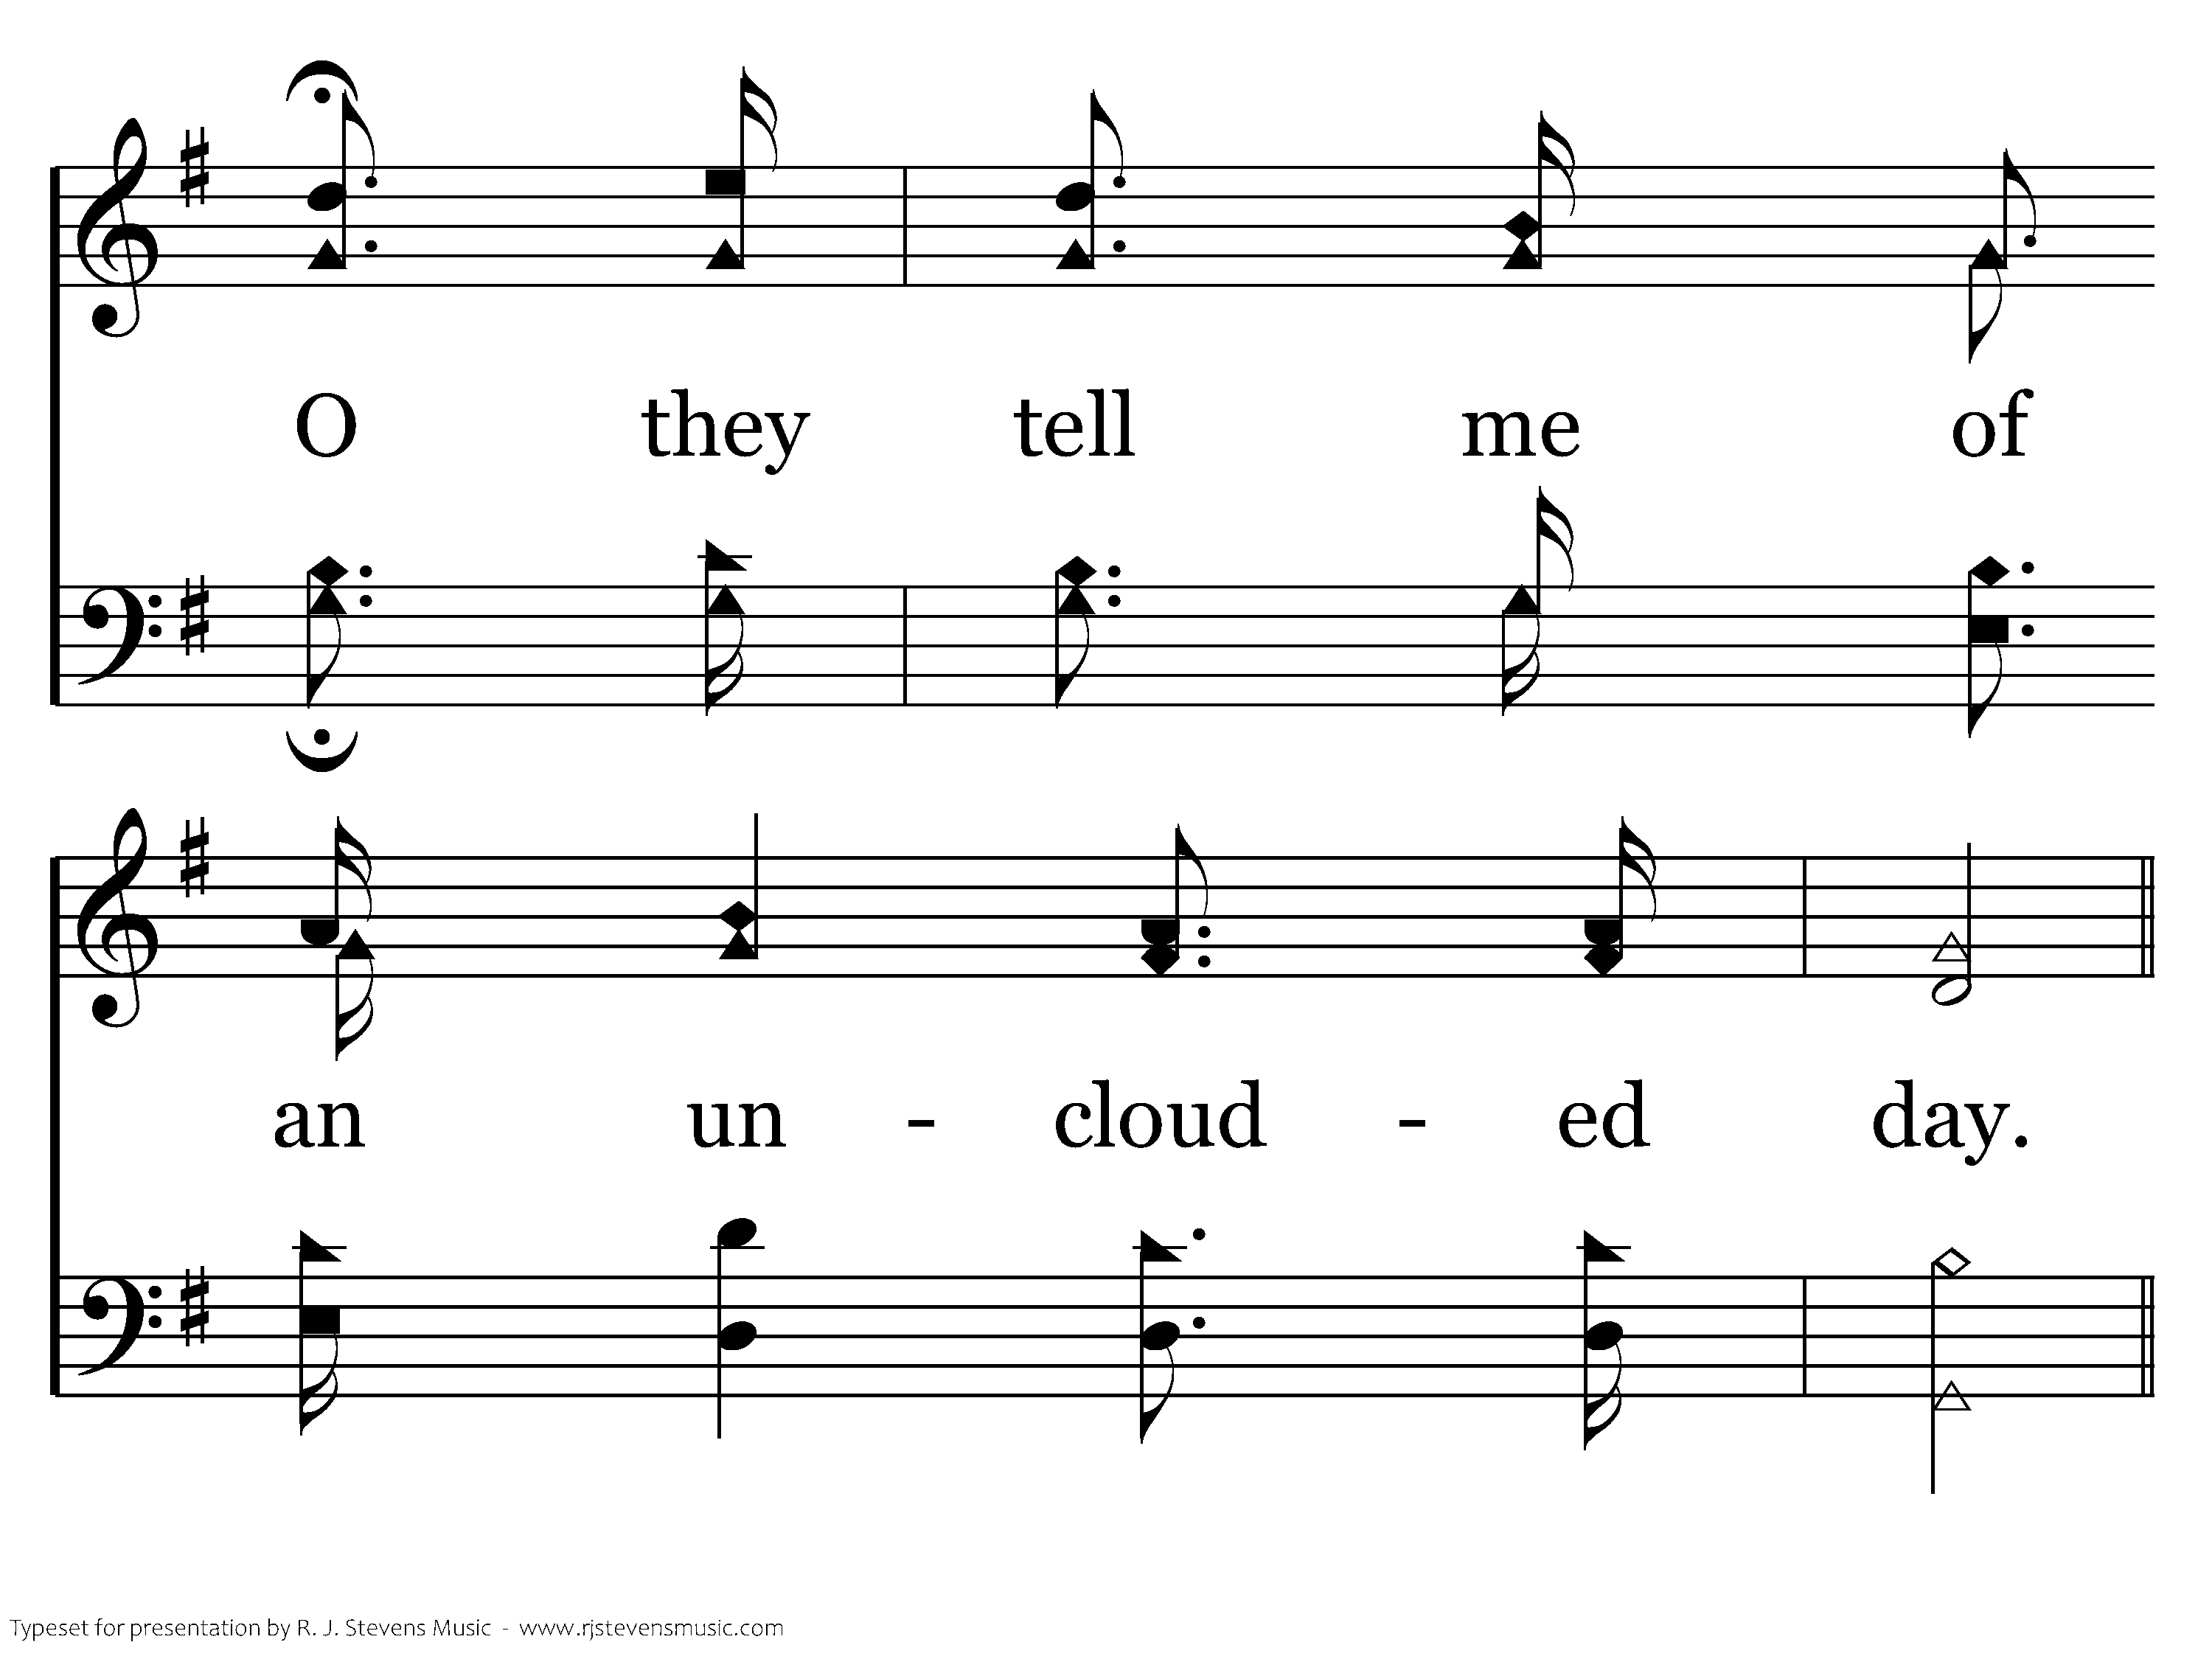 O they tell me of
an un - cloud - ed day.
Typeset for presentation by R. J. Stevens Music - www.rjstevensmusic.com